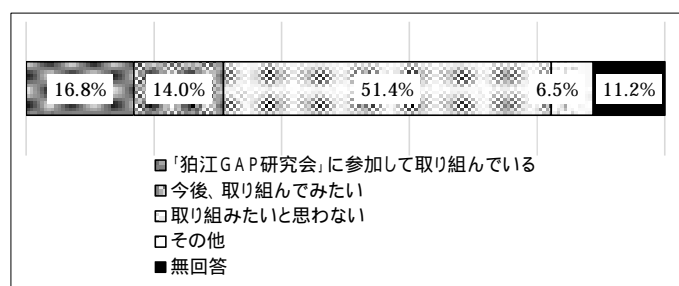 16.8% 14.0% 51.4% 6.5% 11.2%
「狛江GAP研究会」に参加して取り組んでいる
今後、取り組んでみたい
取り組みたいと思わない
その他
無回答